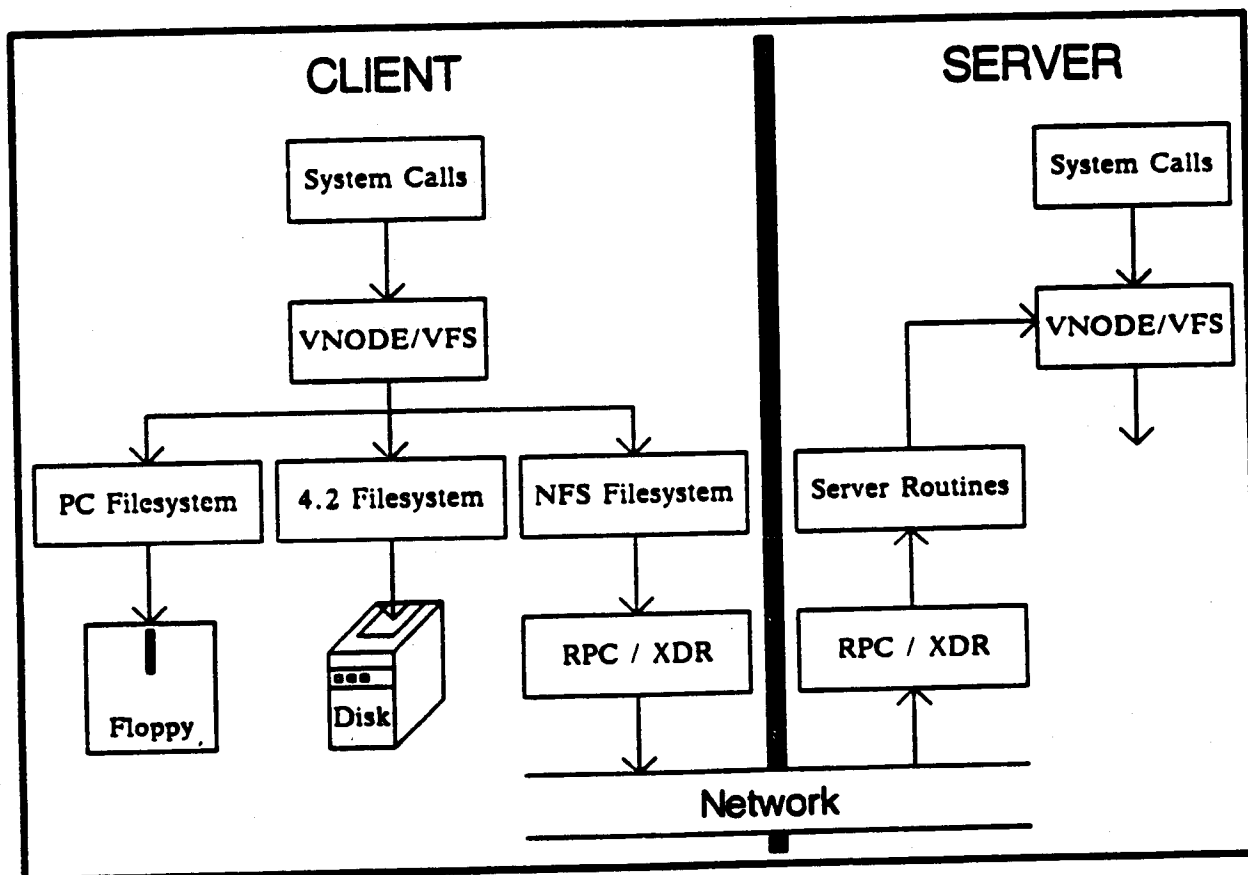 CLIENT
SERVER
System Calls
System Calls
VNODE/VFS
VNODE/VFS
PC Filesystem
4.2 Filesystem
NFS Filesystem
Server Routines
RPC / XDR
RPC / XDR
Floppy
Disk
Network